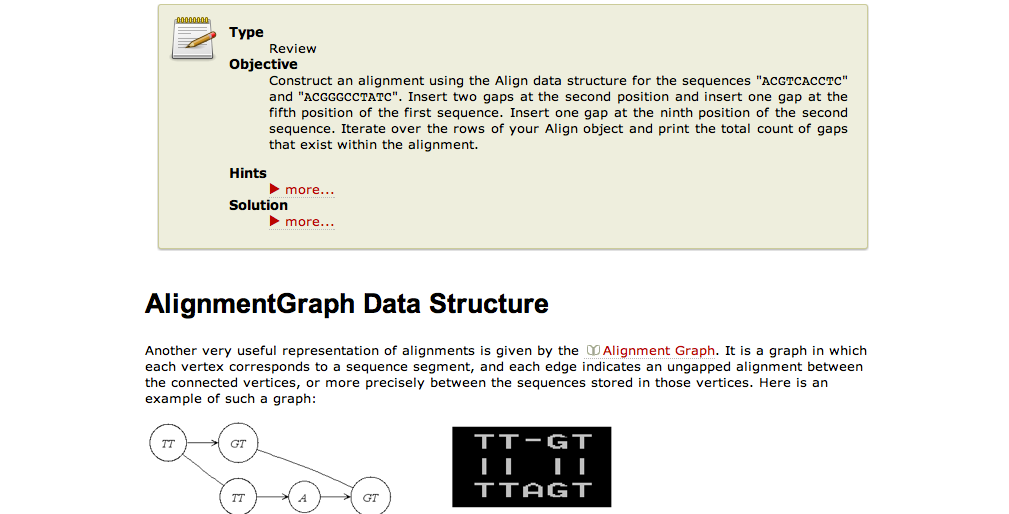 Type
Review
Objective
Construct an alignment using the Align data structure for the sequences "ACGTCACCTC"
and "ACGGGCCTATC". Insert two gaps at the second position and insert one gap at the
fifth position of the first sequence. Insert one gap at the ninth position of the second
sequence. Iterate over the rows of your Align object and print the total count of gaps
that exist within the alignment.
Hints
more...
Solution
more...
AlignmentGraph Data Structure
Another very useful representation of alignments is given by the Alignment Graph. It is a graph in which
each vertex corresponds to a sequence segment, and each edge indicates an ungapped alignment between
the connected vertices, or more precisely between the sequences stored in those vertices. Here is an
example of such a graph:
TT GT
TT A GT
TT-GT
|| ||
TTAGT